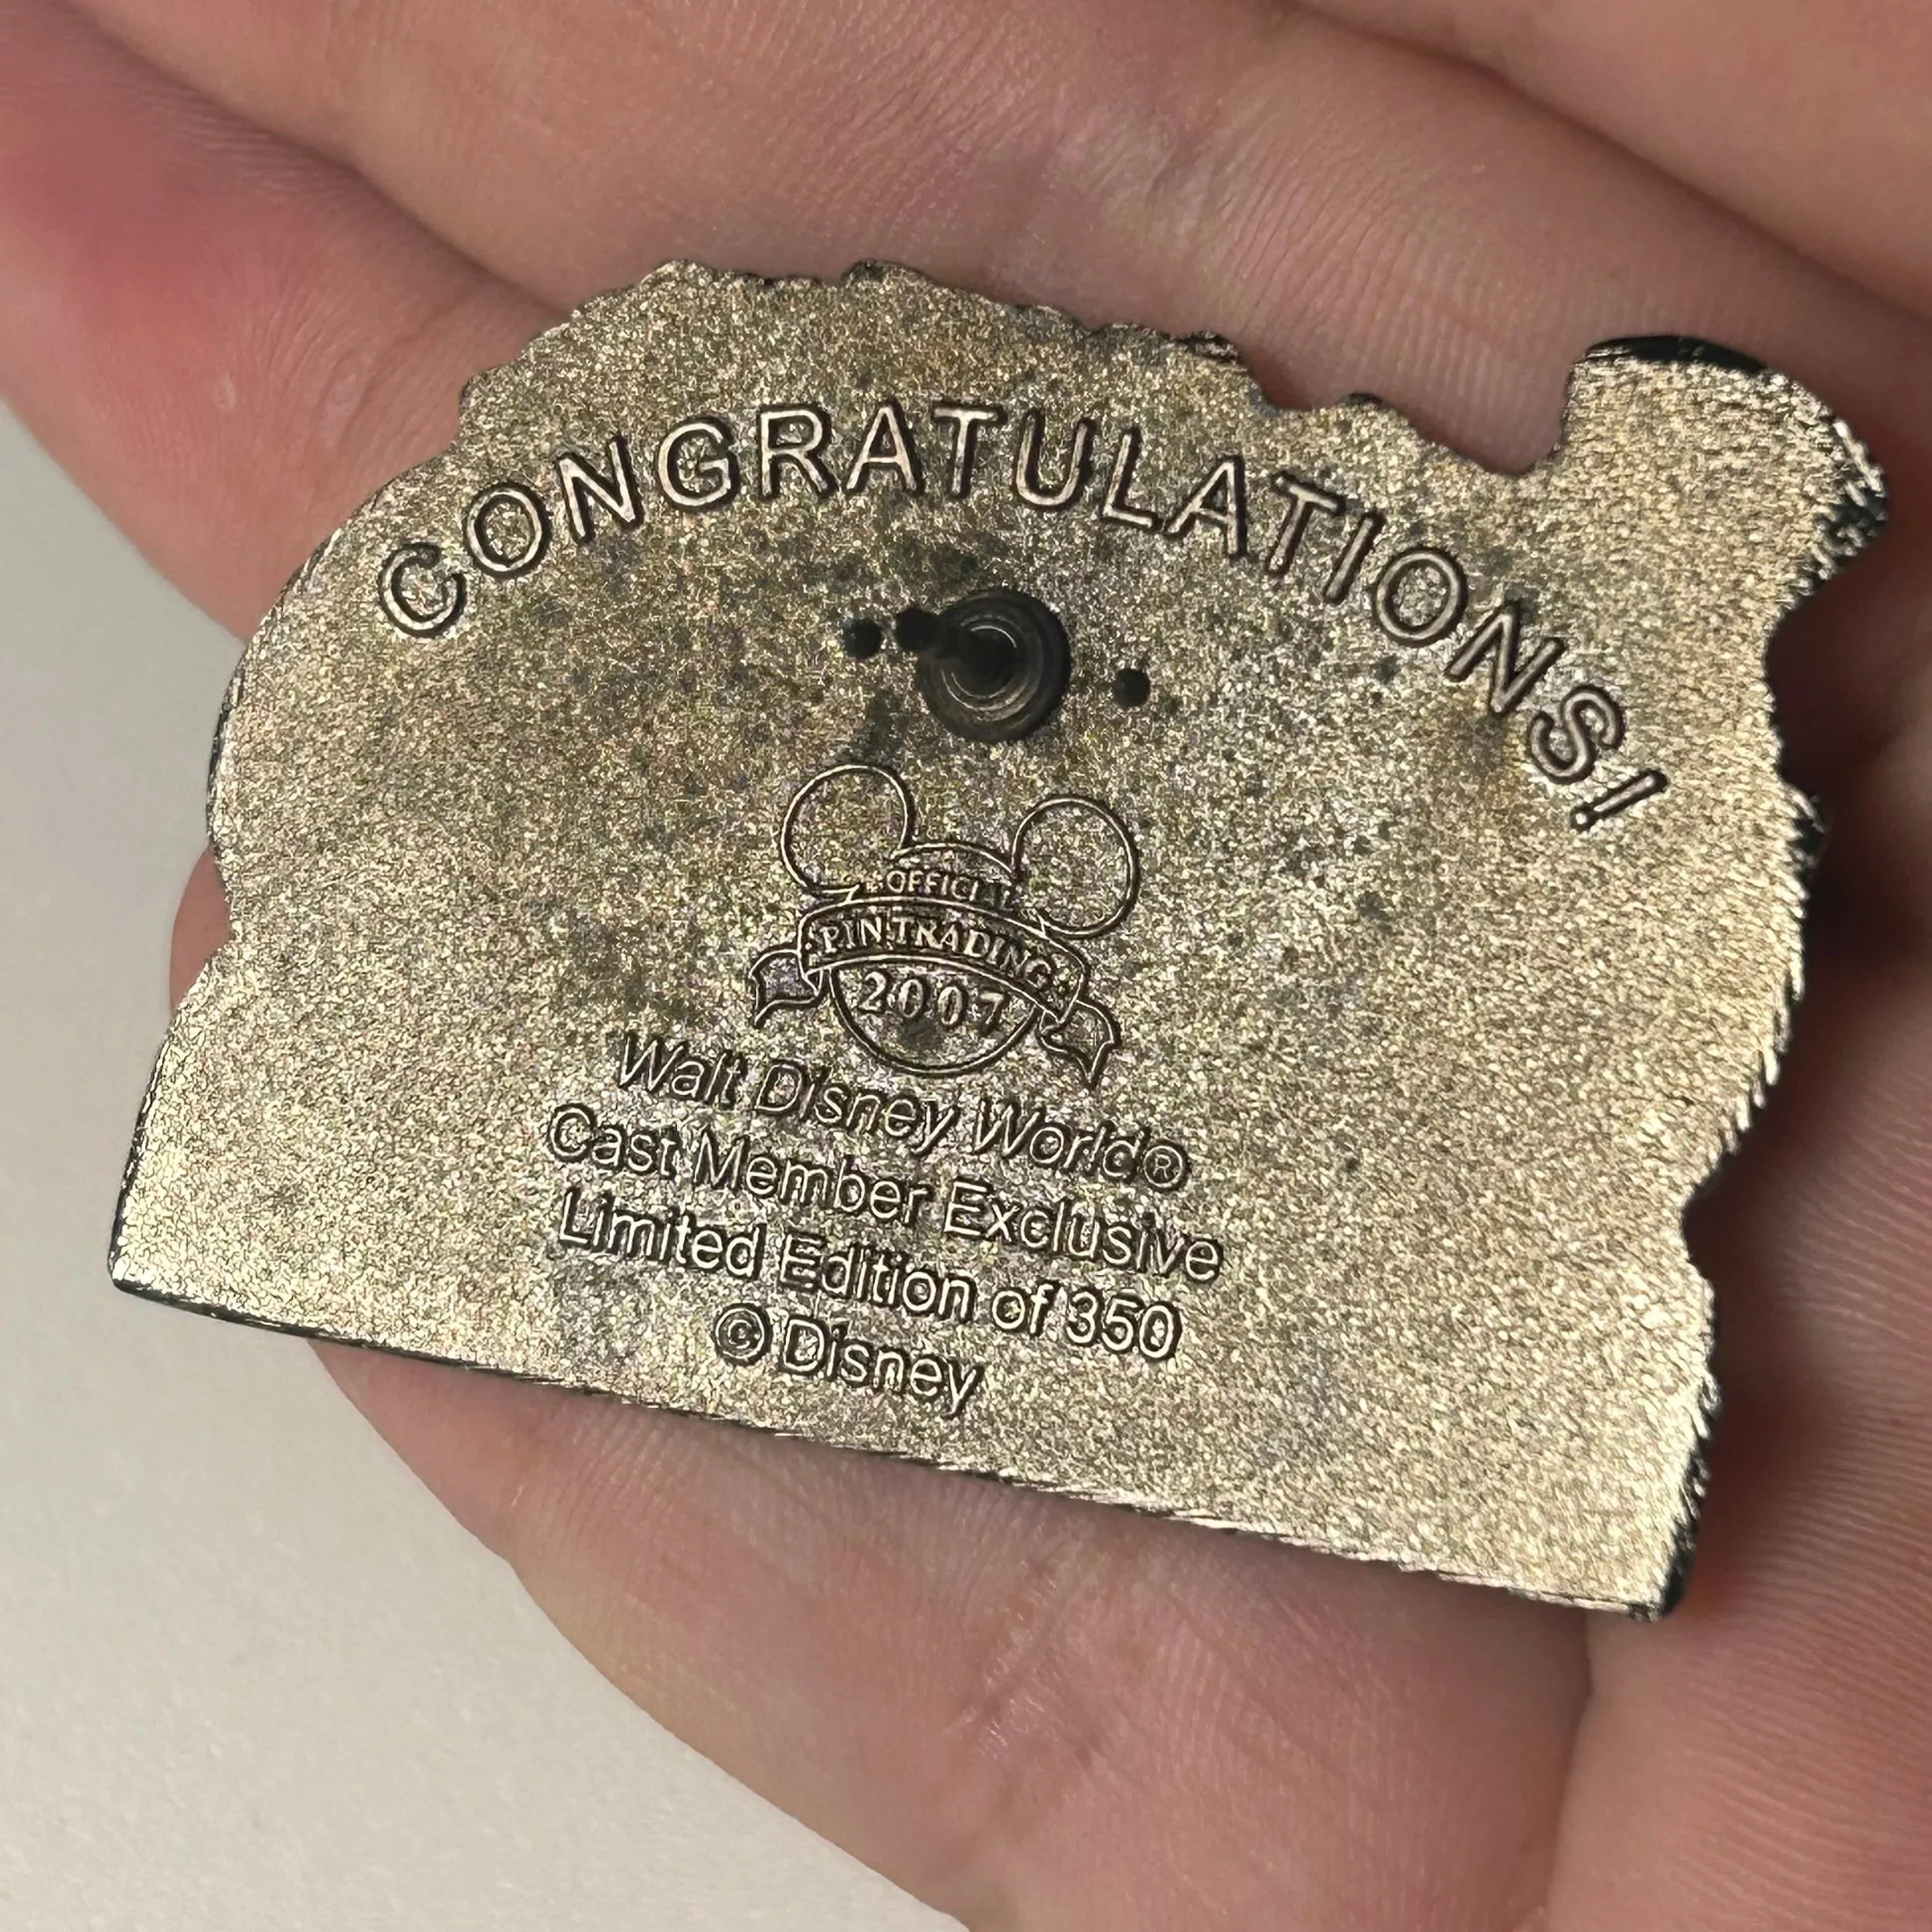 CONGRATULATIONS!
OFFICIAL
PIN TRADING
2007
Walt Disney World®
Cast Member Exclusive
Limited Edition of 350
© Disney